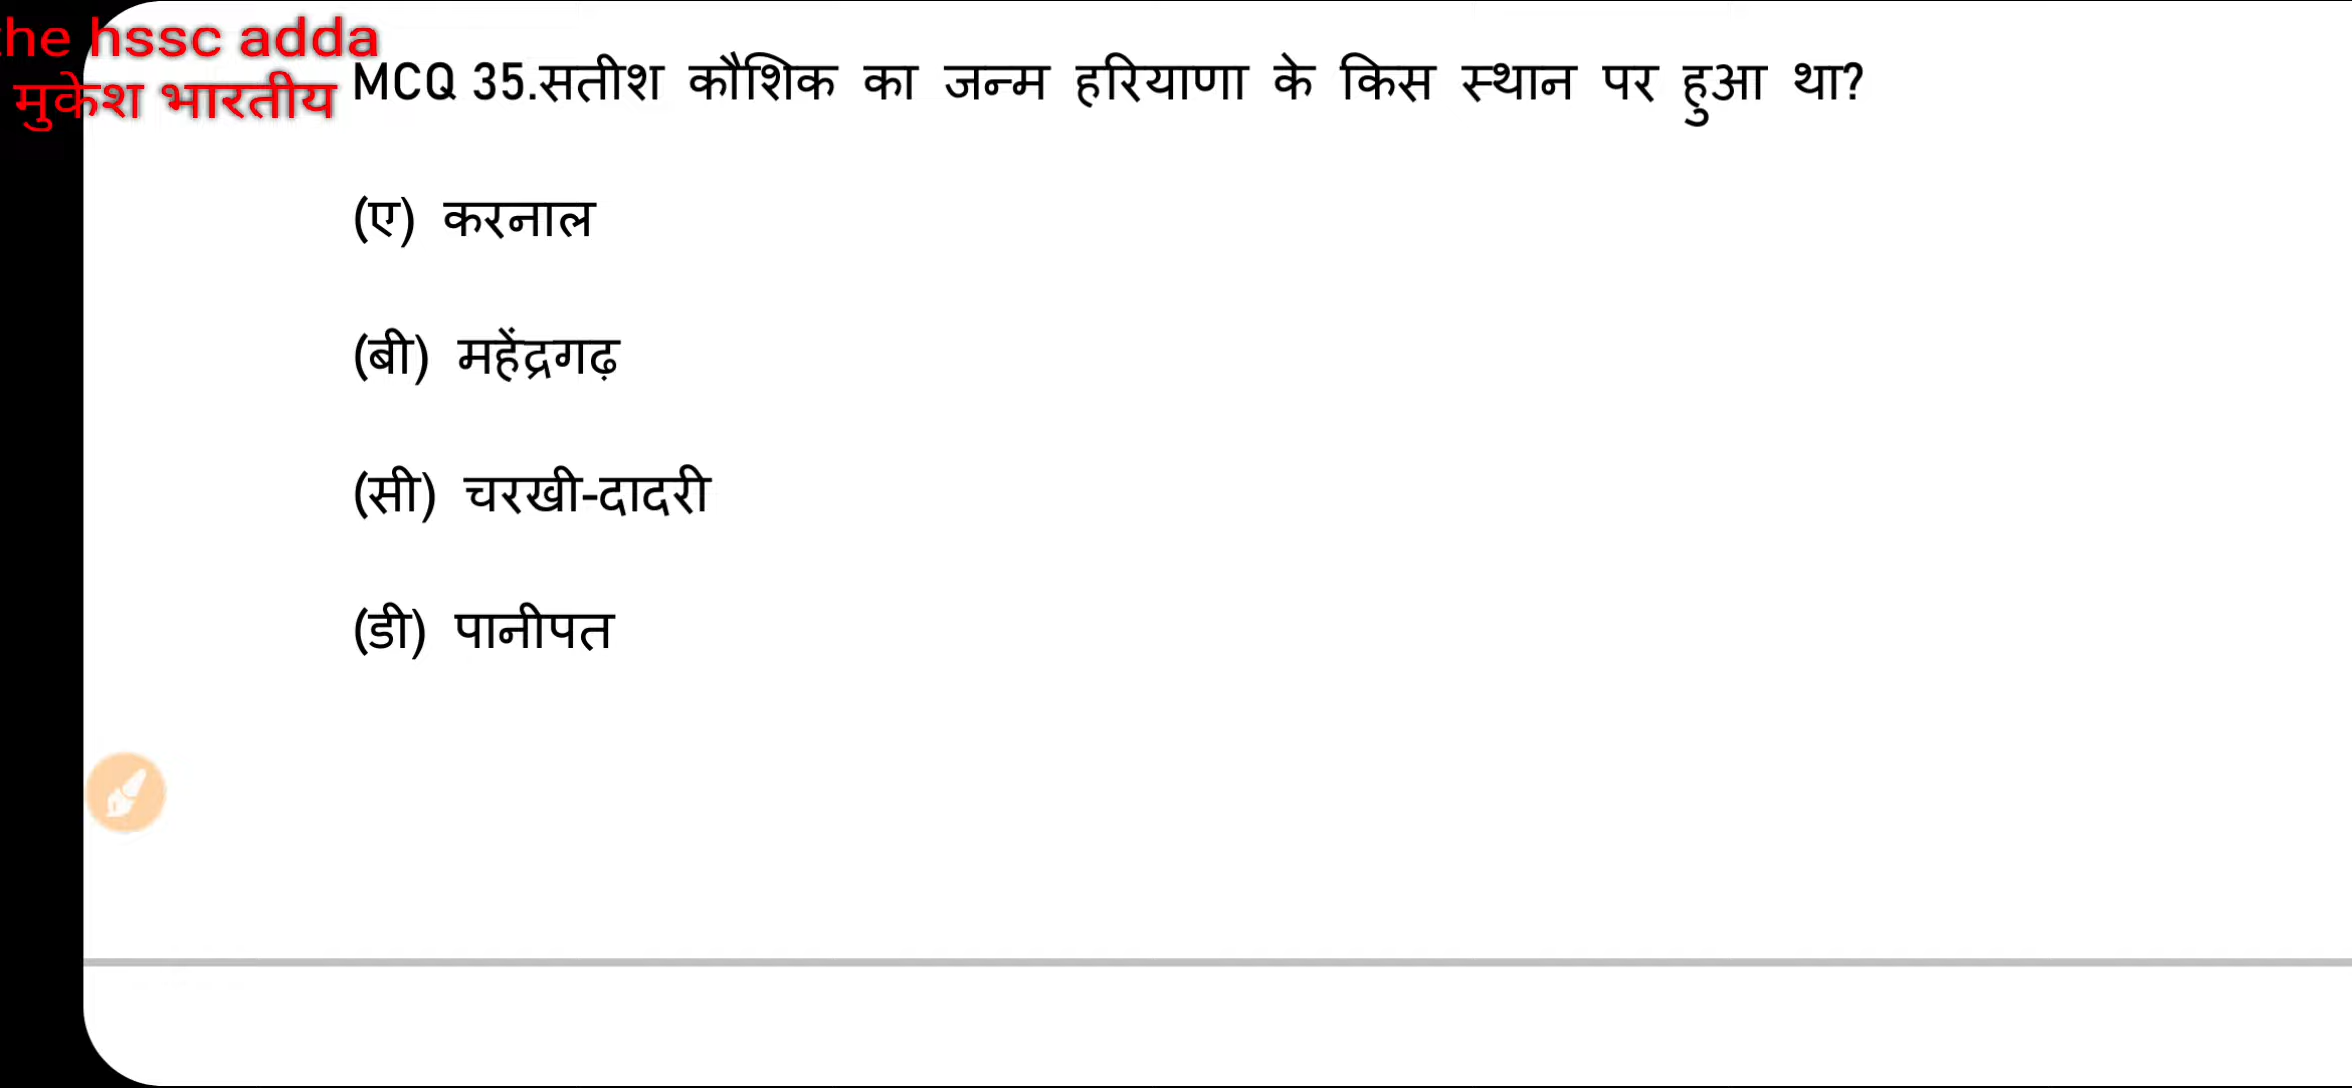 he hssc adda
मुकेश भारतीय
MCQ 35.सतीश कौशिक का जन्म हरियाणा के किस स्थान पर हुआ था?
(ए) करनाल
(बी) महेंद्रगढ़
(सी) चरखी-दादरी
(डी) पानीपत